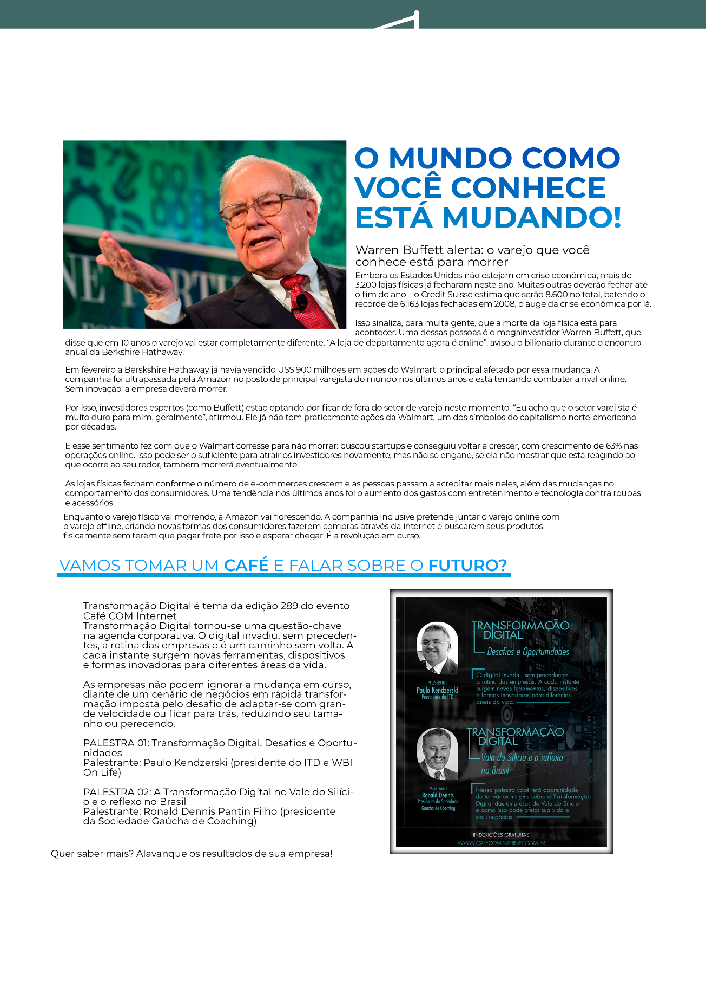 NE FORTU
O MUNDO COMO
VOCÊ CONHECE
ESTÁ MUDANDO!
Warren Buffett alerta: o varejo que você
conhece está para morrer
Embora os Estados Unidos não estejam em crise econômica, mais de
3.200 lojas físicas já fecharam neste ano. Muitas outras deverão fechar até
o fim do ano – o Credit Suisse estima que serão 8.600 no total, batendo o
recorde de 6.163 lojas fechadas em 2008, o auge da crise econômica por lá.
Isso sinaliza, para muita gente, que a morte da loja física está para
acontecer. Uma dessas pessoas é o megainvestidor Warren Buffett, que
disse que em 10 anos o varejo vai estar completamente diferente. “A loja de departamento agora é online”, avisou o bilionário durante o encontro
anual da Berkshire Hathaway.
Em fevereiro a Berskshire Hathaway já havia vendido US$ 900 milhões em ações do Walmart, o principal afetado por essa mudança. A
companhia foi ultrapassada pela Amazon no posto de principal varejista do mundo nos últimos anos e está tentando combater a rival online.
Sem inovação, a empresa deverá morrer.
Por isso, investidores espertos (como Buffett) estão optando por ficar de fora do setor de varejo neste momento. “Eu acho que o setor varejista é
muito duro para mim, geralmente”, afirmou. Ele já não tem praticamente ações da Walmart, um dos símbolos do capitalismo norte-americano
por décadas.
E esse sentimento fez com que o Walmart corresse para não morrer: buscou startups e conseguiu voltar a crescer, com crescimento de 63% nas
operações online. Isso pode ser o suficiente para atrair os investidores novamente, mas não se engane, se ela não mostrar que está reagindo ao
que ocorre ao seu redor, também morrerá eventualmente.
As lojas físicas fecham conforme o número de e-commerces crescem e as pessoas passam a acreditar mais neles, além das mudanças no
comportamento dos consumidores. Uma tendência nos últimos anos foi o aumento dos gastos com entretenimento e tecnologia contra roupas
e acessórios.
Enquanto o varejo físico vai morrendo, a Amazon vai florescendo. A companhia inclusive pretende juntar o varejo online com
o varejo offline, criando novas formas dos consumidores fazerem compras através da internet e buscarem seus produtos
fisicamente sem terem que pagar frete por isso e esperar chegar. É a revolução em curso.
VAMOS TOMAR UM CAFÉ E FALAR SOBRE O FUTURO?
Transformação Digital é tema da edição 289 do evento
Café COM Internet
Transformação Digital tornou-se uma questão-chave
na agenda corporativa. O digital invadiu, sem preceden-
tes, a rotina das empresas e é um caminho sem volta. A
cada instante surgem novas ferramentas, dispositivos
e formas inovadoras para diferentes áreas da vida.
As empresas não podem ignorar a mudança em curso,
diante de um cenário de negócios em rápida transfor-
mação imposta pelo desafio de adaptar-se com gran-
de velocidade ou ficar para trás, reduzindo seu tama-
nho ou perecendo.
PALESTRA 01: Transformação Digital. Desafios e Oportu-
nidades
Palestrante: Paulo Kendzerski (presidente do ITD e WBI
On Life)
PALESTRA 02: A Transformação Digital no Vale do Silíci-
o e o reflexo no Brasil
Palestrante: Ronald Dennis Pantin Filho (presidente
da Sociedade Gaúcha de Coaching)
Quer saber mais? Alavanque os resultados de sua empresa!
TRANSFORMAÇÃO
DIGITAL
Desafios e Oportunidades
PALESTRANTE
Paulo Kendzerski
Presidente do ITD
O digital invadiu, sem precedentes,
a rotina das empresas. A cada instante
surgem novas ferramentas, dispositivos
e formas inovadoras para diferentes
áreas da vida.
TRANSFORMAÇÃO
DIGITAL
Vale do Silício e o reflexo
no Brasil
PALESTRANTE
Ronald Dennis
Presidente da Sociedade
Gaúcha de Coaching
Nessa palestra você terá oportunidade
de ter vários insights sobre a Transformação
Digital das empresas do Vale do Sílicio
e como isso pode afetar sua vida e
seus negócios.
INSCRIÇÕES GRATUITAS
WWW.CAFECOMINTERNET.COM.BR